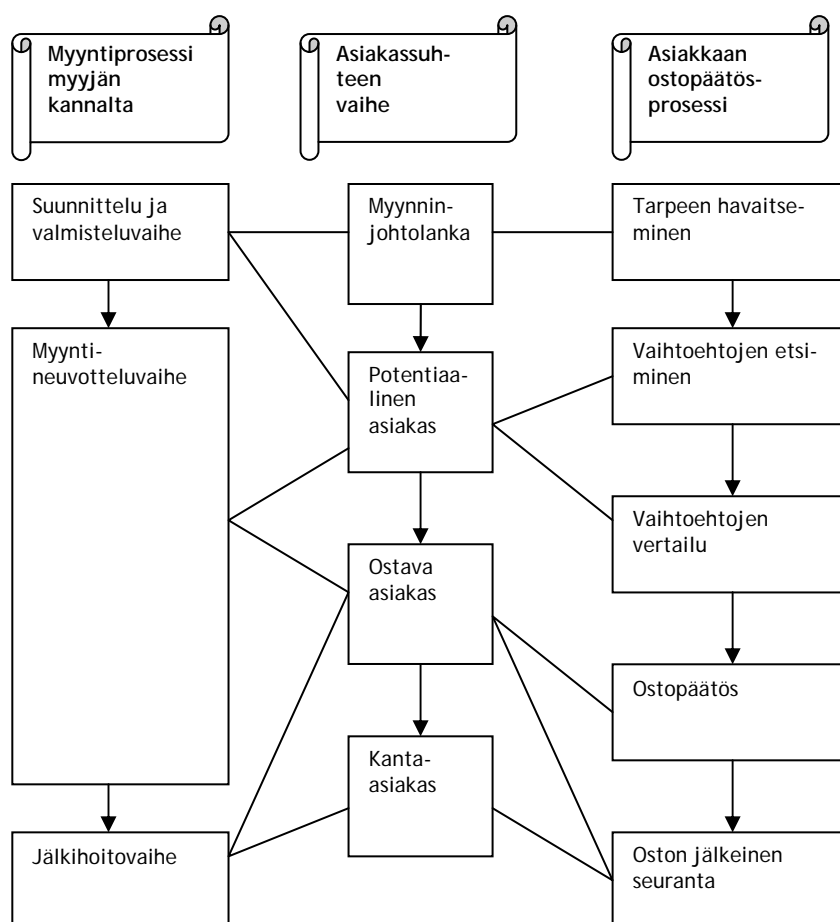 Myyntiprosessi
myyjän
kannalta
Asiakassuh-
teen
vaihe
Asiakkaan
ostopäätös-
prosessi
Suunnittelu ja
valmisteluvaihe
Myynnin-
johtolanka
Tarpeen havaitse-
minen
Myynti-
neuvotteluvaihe
Potentiaa-
linen
asiakas
Vaihtoehtojen etsi-
minen
Vaihtoehtojen
vertailu
Ostava
asiakas
Ostopäätös
Kanta-
asiakas
Jälkihoitovaihe
Oston jälkeinen
seuranta